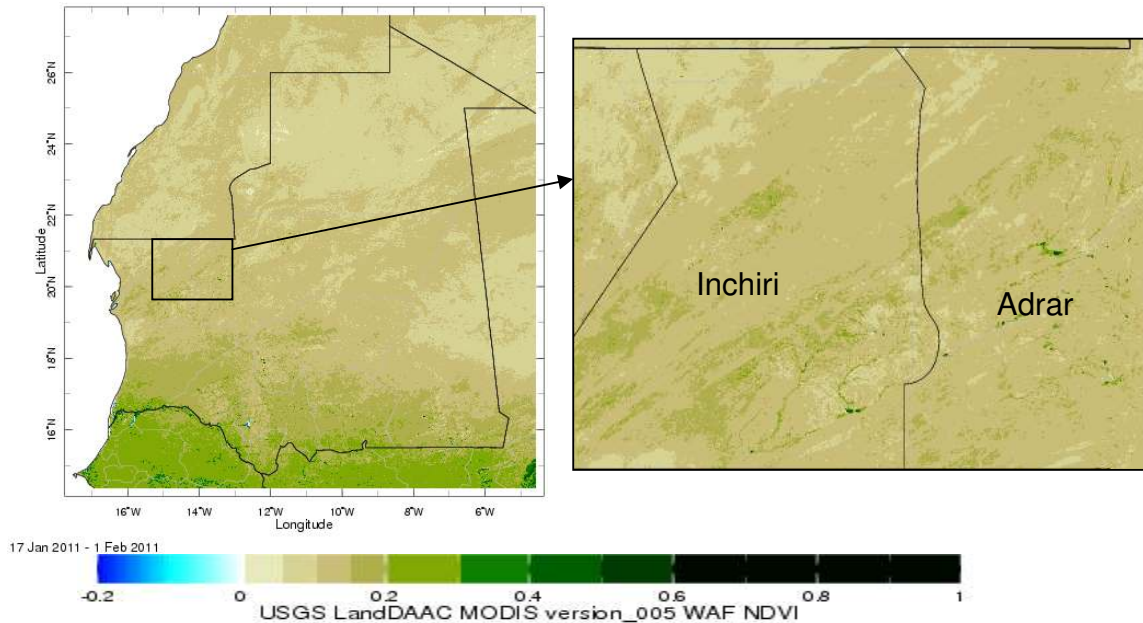 26°N
24°N
22°N
20°N
18°N
16°N
Latitude
16°W 14°W 12°W 10°W 8°W 6°W
Longitude
Inchiri
Adrar
17 Jan 2011 - 1 Feb 2011
-0.2 0 0.2 0.4 0.6 0.8 1
USGS LandDAAC MODIS version_005 WAF NDVI